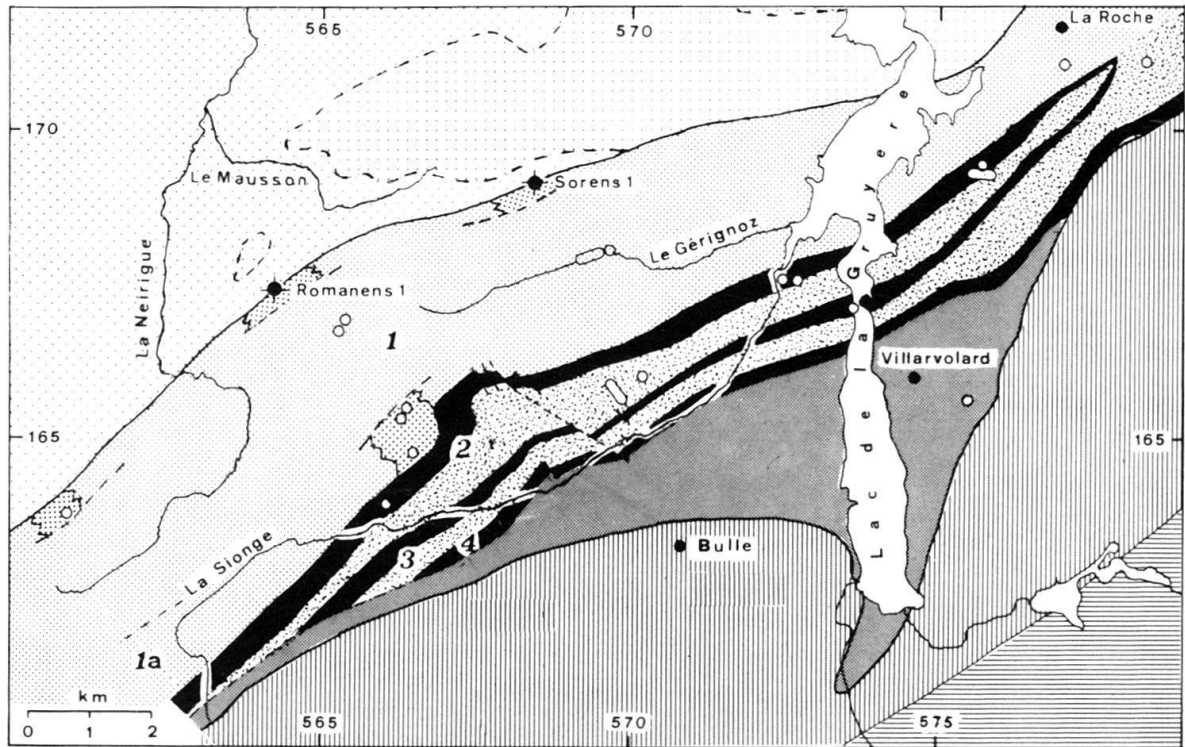 565
570
La Roche
170
Le Mausson
Sorens 1
Lac de la Gruyere
La Neirigue
Le Gérignoz
Romanens 1
1
Villarvolard
165
2
165
3
4
Bulle
La Sionge
1a
km
0 1 2
565
570
575